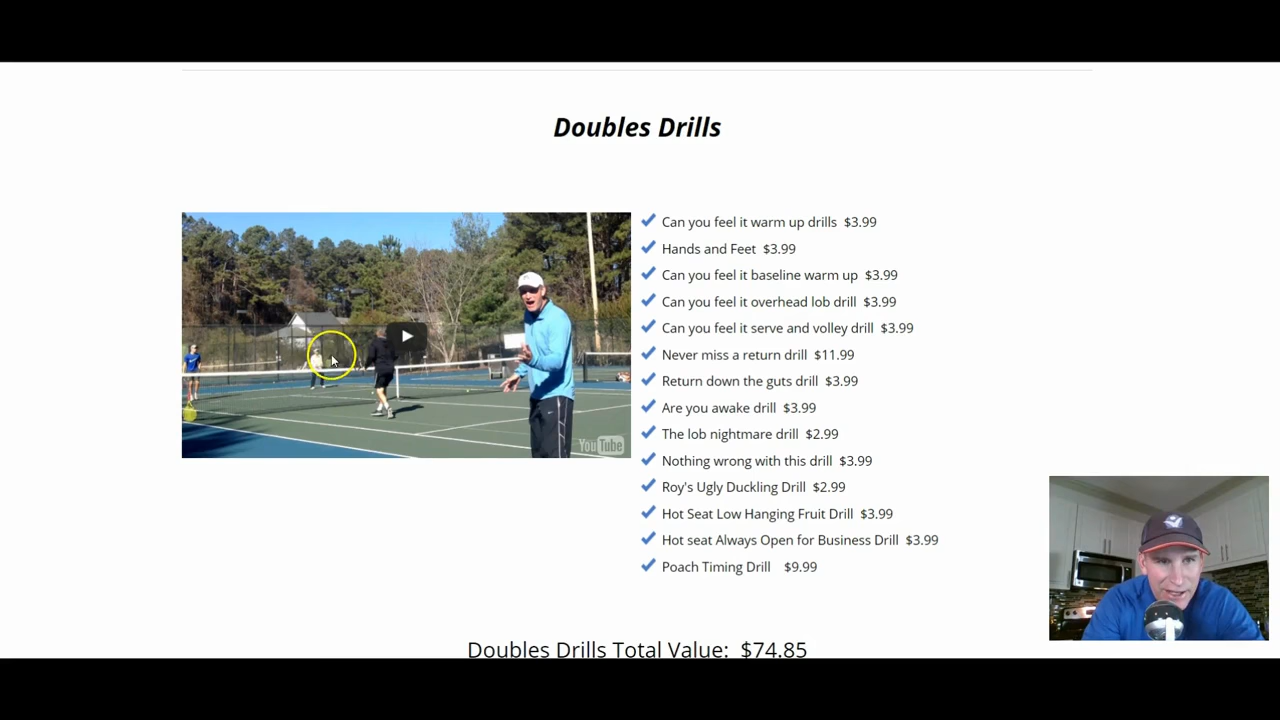 Doubles Drills
Can you feel it warm up drills $3.99
Hands and Feet $3.99
Can you feel it baseline warm up $3.99
Can you feel it overhead lob drill $3.99
Can you feel it serve and volley drill $3.99
Never miss a return drill $11.99
Return down the guts drill $3.99
Are you awake drill $3.99
The lob nightmare drill $2.99
Nothing wrong with this drill $3.99
Roy's Ugly Duckling Drill $2.99
Hot Seat Low Hanging Fruit Drill $3.99
Hot seat Always Open for Business Drill $3.99
Poach Timing Drill $9.99
YouTube
Doubles Drills Total Value: $74.85